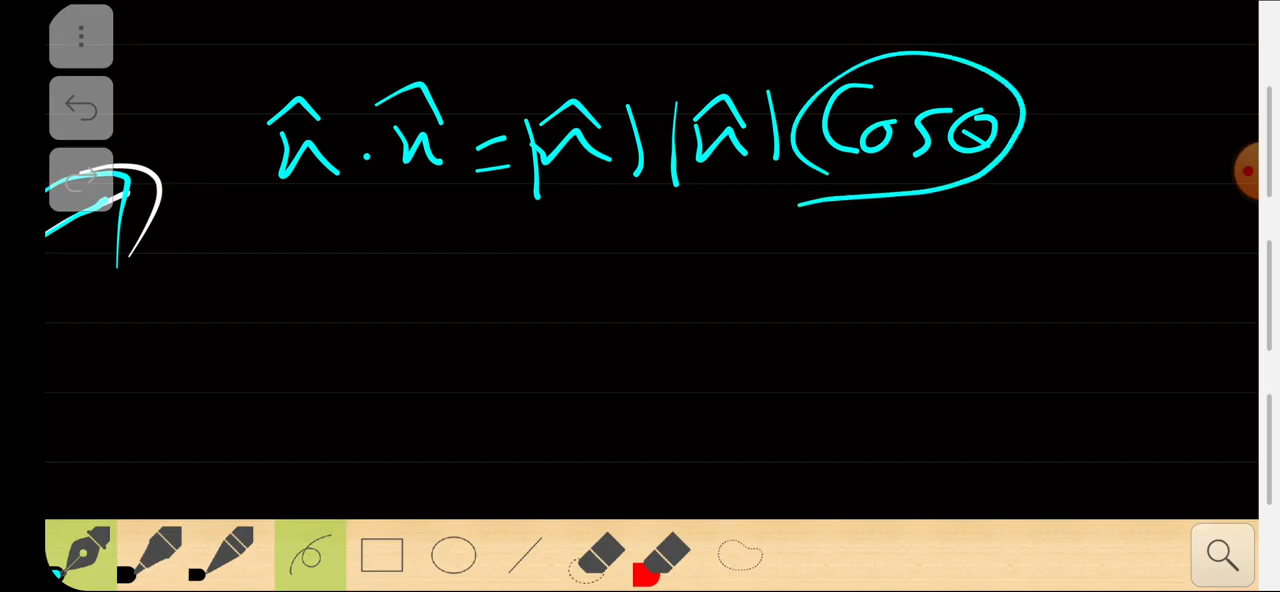 n̂ . n̂ = |n̂| |n̂| Cosθ